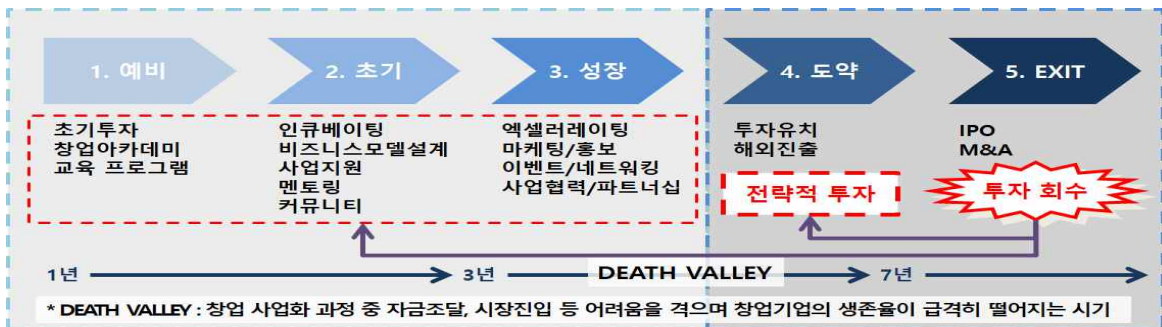 1. 예비
2. 초기
3. 성장
4. 도약
5. EXIT
초기투자
창업아카데미
교육 프로그램
인큐베이팅
비즈니스모델설계
사업지원
멘토링
커뮤니티
엑셀러레이팅
마케팅/홍보
이벤트/네트워킹
사업협력/파트너십
투자유치
해외진출
전략적 투자
IPO
M&A
투자 회수
1년
3년
DEATH VALLEY
7년
* DEATH VALLEY : 창업 사업화 과정 중 자금조달, 시장진입 등 어려움을 격으며 창업기업의 생존율이 급격히 떨어지는 시기